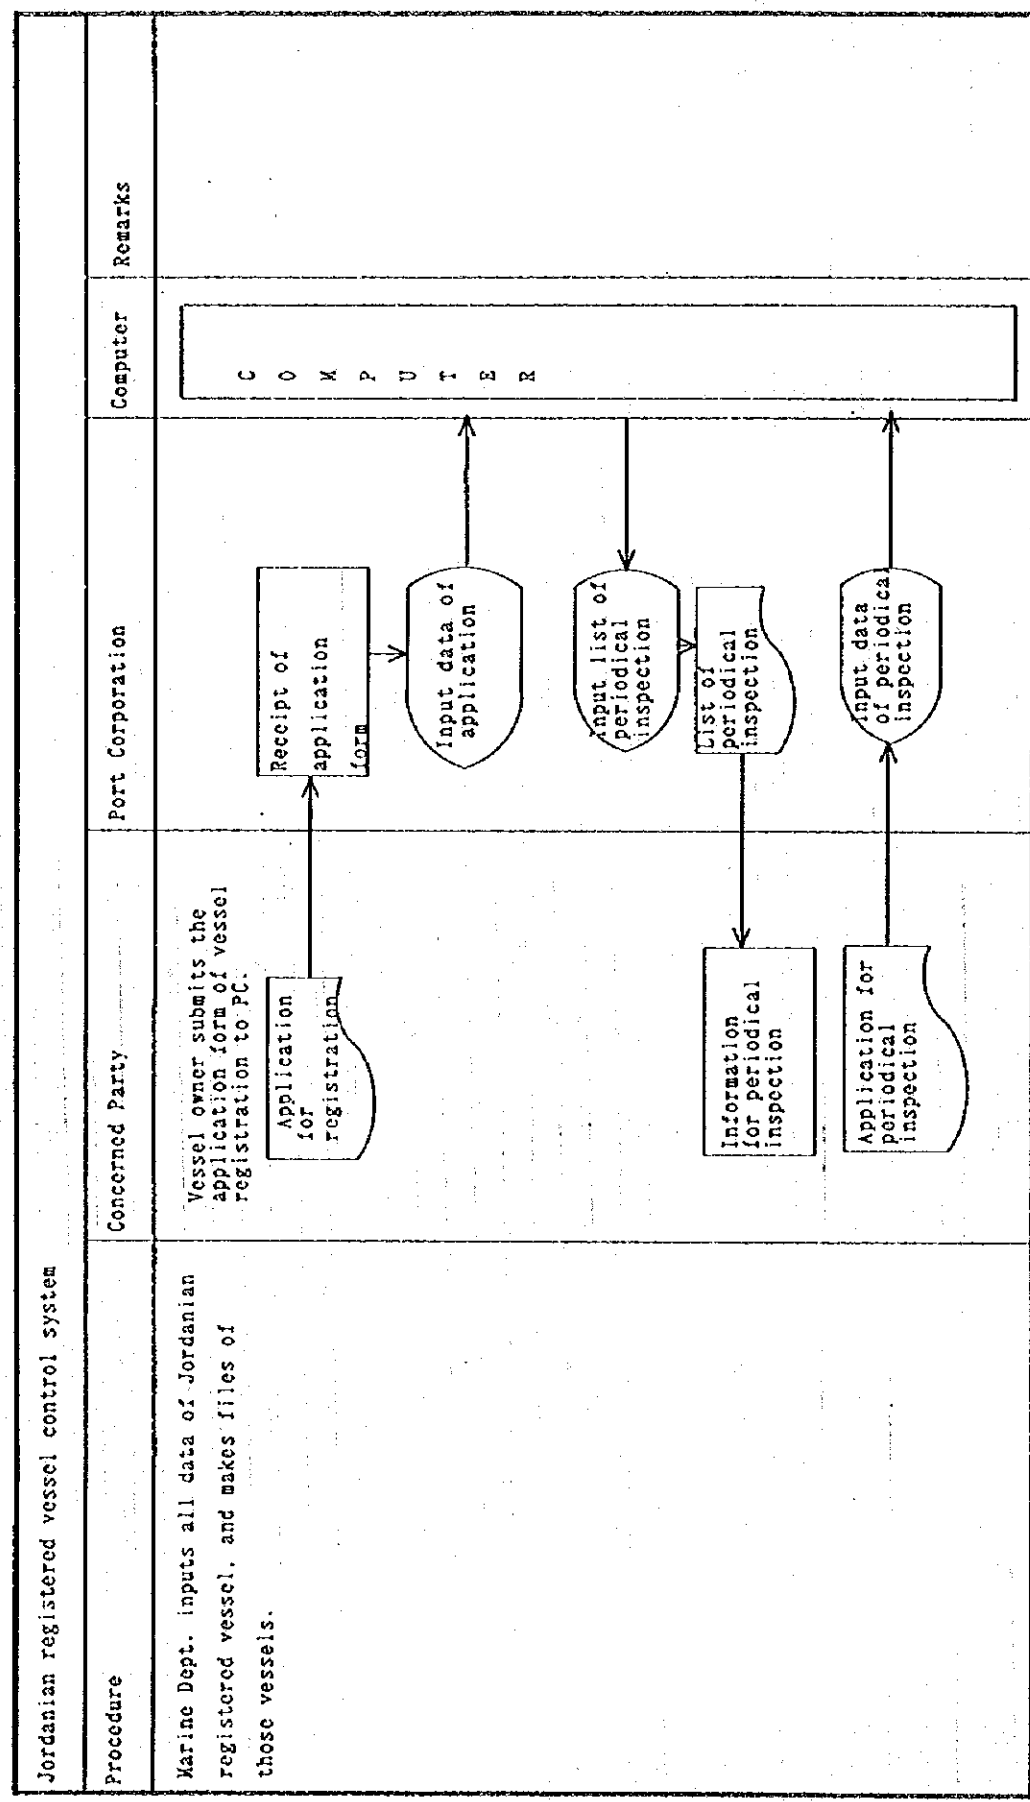 Jordanian registered vessel control system
Procedure
Concerned Party
Port Corporation
Computer
Remarks
Marine Dept. inputs all data of Jordanian
registered vessel. and makes files of
those vessels.
Vessel owner submits the
application form of vessel
registration to PC.
Application
for
registration
Receipt of
application
form
Input data of
application
C O M P U T E R
Input list of
periodical
inspection
List of
periodical
inspection
Information
for periodical
inspection
Application for
periodical
inspection
Input data
of periodical
inspection